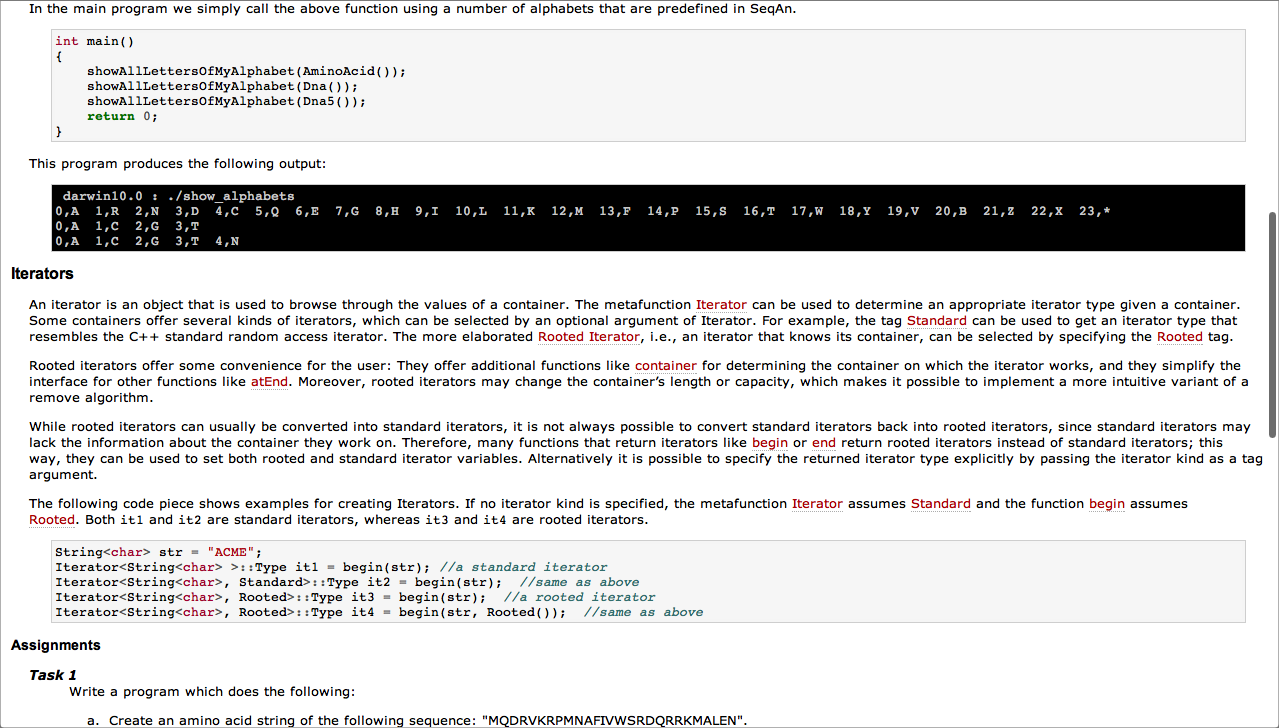 In the main program we simply call the above function using a number of alphabets that are predefined in SeqAn.
int main()
{
    showAllLettersOfMyAlphabet(AminoAcid());
    showAllLettersOfMyAlphabet(Dna());
    showAllLettersOfMyAlphabet(Dna5());
    return 0;
}
This program produces the following output:
darwin10.0 : ./show_alphabets
0,A  1,R  2,N  3,D  4,C  5,Q  6,E  7,G  8,H  9,I  10,L  11,K  12,M  13,F  14,P  15,S  16,T  17,W  18,Y  19,V  20,B  21,Z  22,X  23,*
0,A  1,C  2,G  3,T
0,A  1,C  2,G  3,T  4,N
Iterators
An iterator is an object that is used to browse through the values of a container. The metafunction Iterator can be used to determine an appropriate iterator type given a container.
Some containers offer several kinds of iterators, which can be selected by an optional argument of Iterator. For example, the tag Standard can be used to get an iterator type that
resembles the C++ standard random access iterator. The more elaborated Rooted Iterator, i.e., an iterator that knows its container, can be selected by specifying the Rooted tag.
Rooted iterators offer some convenience for the user: They offer additional functions like container for determining the container on which the iterator works, and they simplify the
interface for other functions like atEnd. Moreover, rooted iterators may change the container's length or capacity, which makes it possible to implement a more intuitive variant of a
remove algorithm.
While rooted iterators can usually be converted into standard iterators, it is not always possible to convert standard iterators back into rooted iterators, since standard iterators may
lack the information about the container they work on. Therefore, many functions that return iterators like begin or end return rooted iterators instead of standard iterators; this
way, they can be used to set both rooted and standard iterator variables. Alternatively it is possible to specify the returned iterator type explicitly by passing the iterator kind as a tag
argument.
The following code piece shows examples for creating Iterators. If no iterator kind is specified, the metafunction Iterator assumes Standard and the function begin assumes
Rooted. Both it1 and it2 are standard iterators, whereas it3 and it4 are rooted iterators.
String<char> str = "ACME";
Iterator<String<char> >::Type it1 = begin(str); //a standard iterator
Iterator<String<char>, Standard>::Type it2 = begin(str);  //same as above
Iterator<String<char>, Rooted>::Type it3 = begin(str);  //a rooted iterator
Iterator<String<char>, Rooted>::Type it4 = begin(str, Rooted());  //same as above
Assignments
Task 1
Write a program which does the following:
a. Create an amino acid string of the following sequence: "MQDRVKRPMNAFIVWSRDQRRKMALEN".